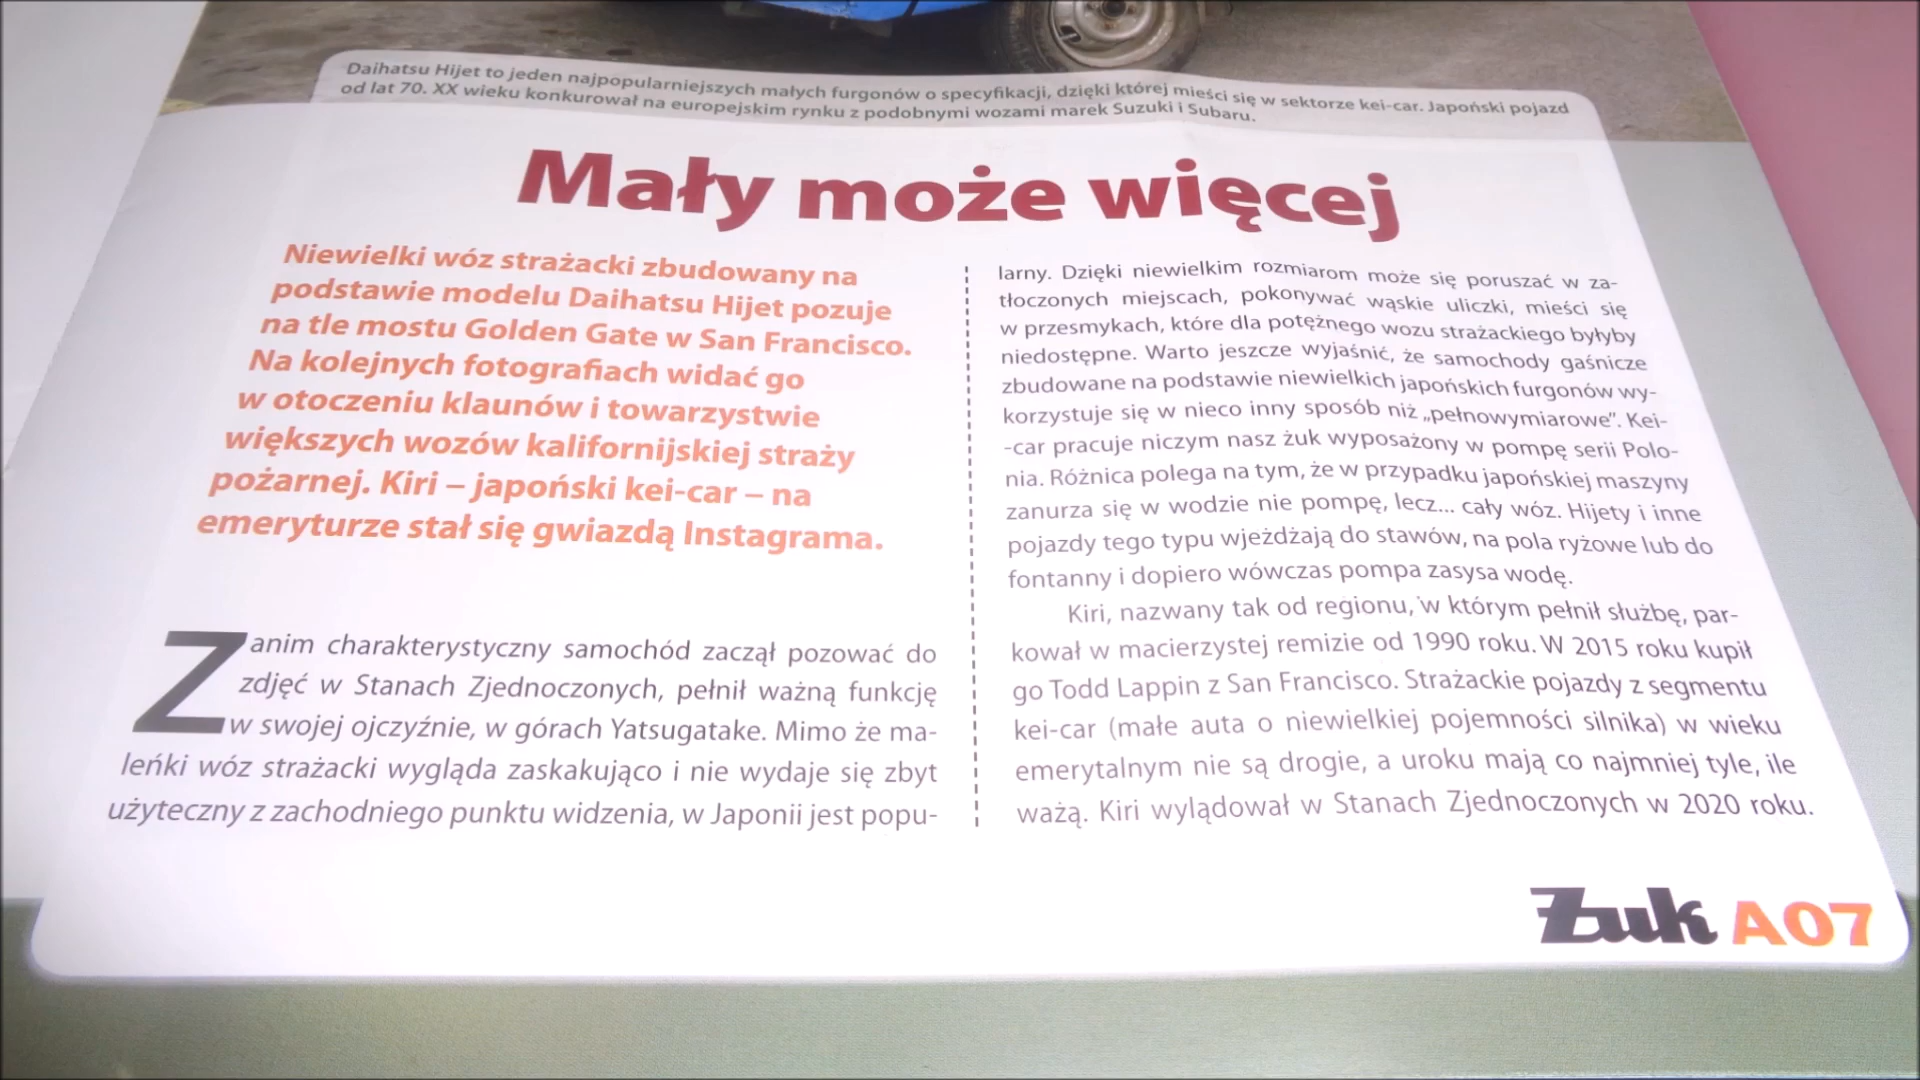 Daihatsu Hijet to jeden najpopularniejszych małych furgonów o specyfikacji, dzięki której mieści się w sektorze kei-car. Japoński pojazd
od lat 70. XX wieku konkurował na europejskim rynku z podobnymi wozami marek Suzuki i Subaru.
Mały może więcej
Niewielki wóz strażacki zbudowany na
podstawie modelu Daihatsu Hijet pozuje
na tle mostu Golden Gate w San Francisco.
Na kolejnych fotografiach widać go
w otoczeniu klaunów i towarzystwie
większych wozów kalifornijskiej straży
pożarnej. Kiri – japoński kei-car – na
emeryturze stał się gwiazdą Instagrama.
Zanim charakterystyczny samochód zaczął pozować do
zdjęć w Stanach Zjednoczonych, pełnił ważną funkcję
w swojej ojczyźnie, w górach Yatsugatake. Mimo że ma-
leńki wóz strażacki wygląda zaskakująco i nie wydaje się zbyt
użyteczny z zachodniego punktu widzenia, w Japonii jest popu-
larny. Dzięki niewielkim rozmiarom może się poruszać w za-
tłoczonych miejscach, pokonywać wąskie uliczki, mieści się
w przesmykach, które dla potężnego wozu strażackiego byłyby
niedostępne. Warto jeszcze wyjaśnić, że samochody gaśnicze
zbudowane na podstawie niewielkich japońskich furgonów wy-
korzystuje się w nieco inny sposób niż „pełnowymiarowe”. Kei-
-car pracuje niczym nasz żuk wyposażony w pompę serii Polo-
nia. Różnica polega na tym, że w przypadku japońskiej maszyny
zanurza się w wodzie nie pompę, lecz... cały wóz. Hijety i inne
pojazdy tego typu wjeżdżają do stawów, na pola ryżowe lub do
fontanny i dopiero wówczas pompa zasysa wodę.
Kiri, nazwany tak od regionu, w którym pełnił służbę, par-
kował w macierzystej remizie od 1990 roku. W 2015 roku kupił
go Todd Lappin z San Francisco. Strażackie pojazdy z segmentu
kei-car (małe auta o niewielkiej pojemności silnika) w wieku
emerytalnym nie są drogie, a uroku mają co najmniej tyle, ile
ważą. Kiri wylądował w Stanach Zjednoczonych w 2020 roku.
Żuk A07